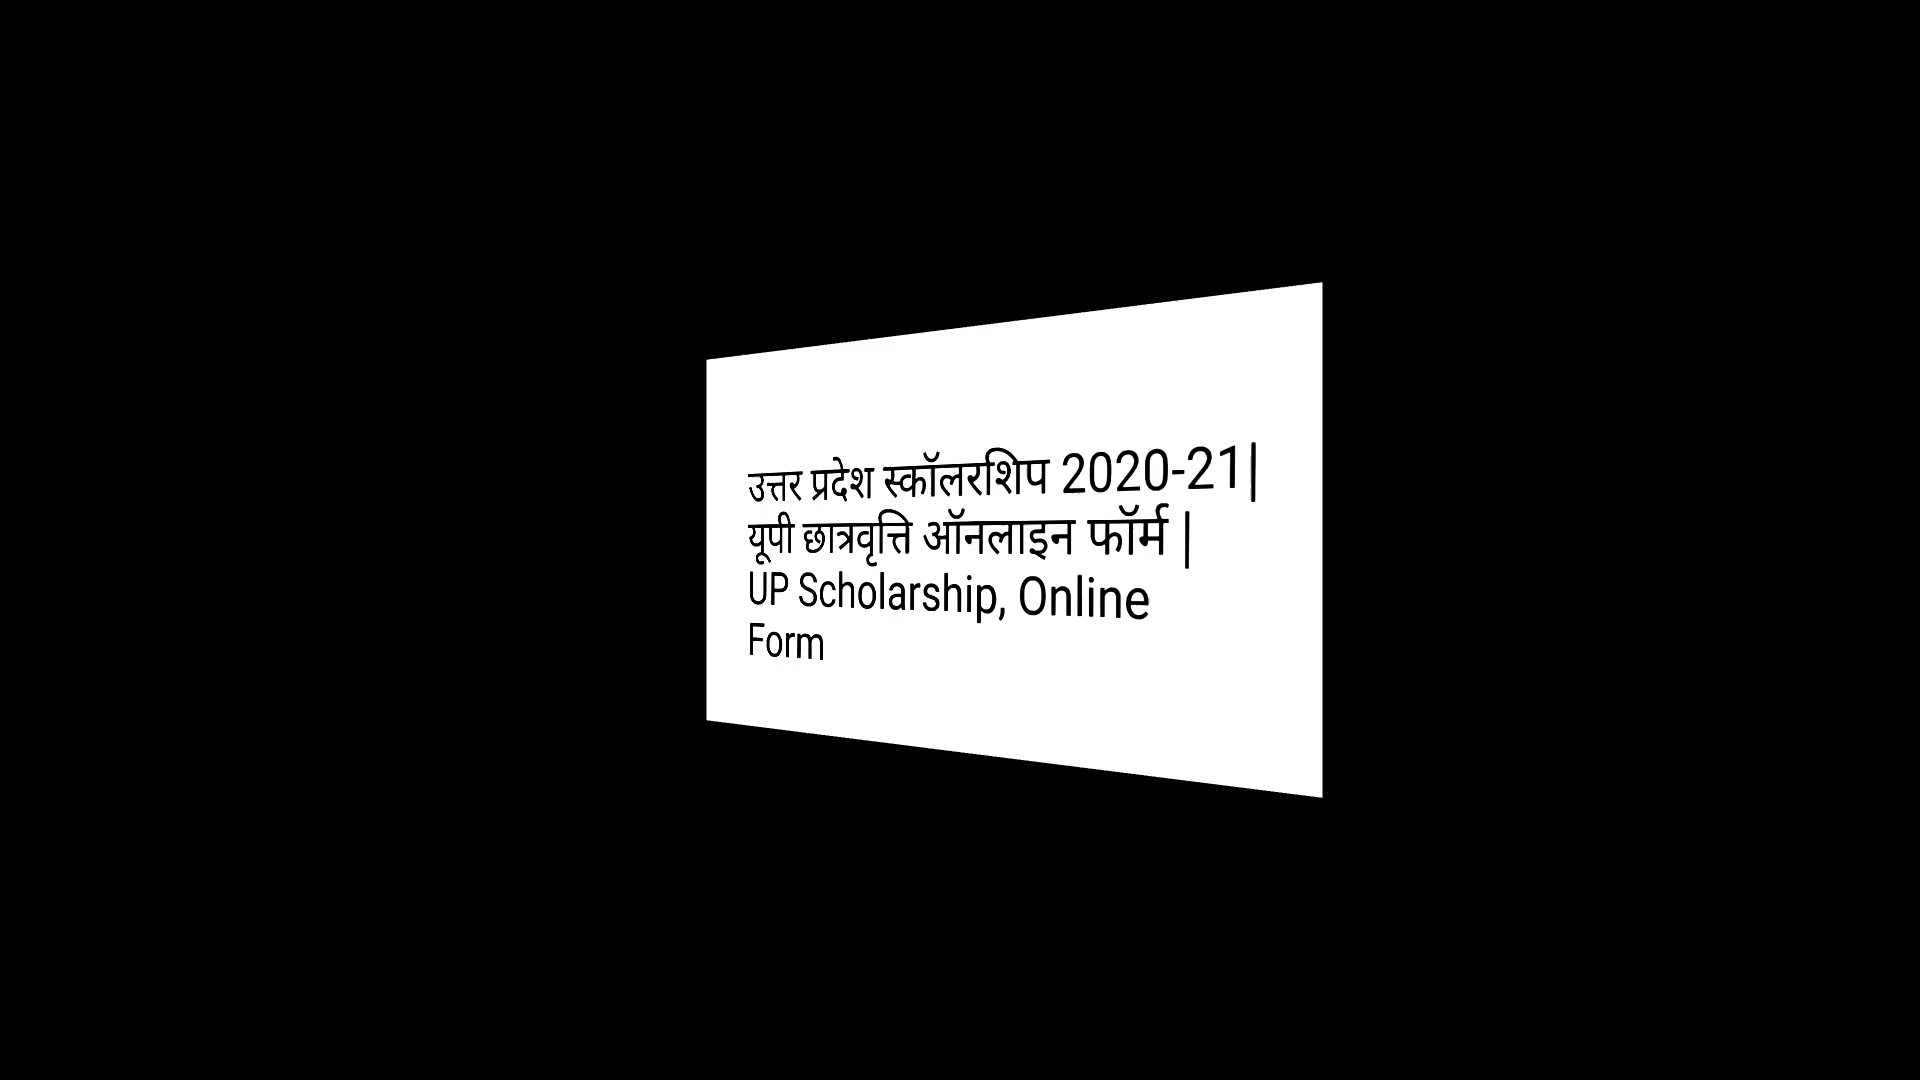 उत्तर प्रदेश स्कॉलरशिप 2020-21|
यूपी छात्रवृत्ति ऑनलाइन फॉर्म |
UP Scholarship, Online
Form